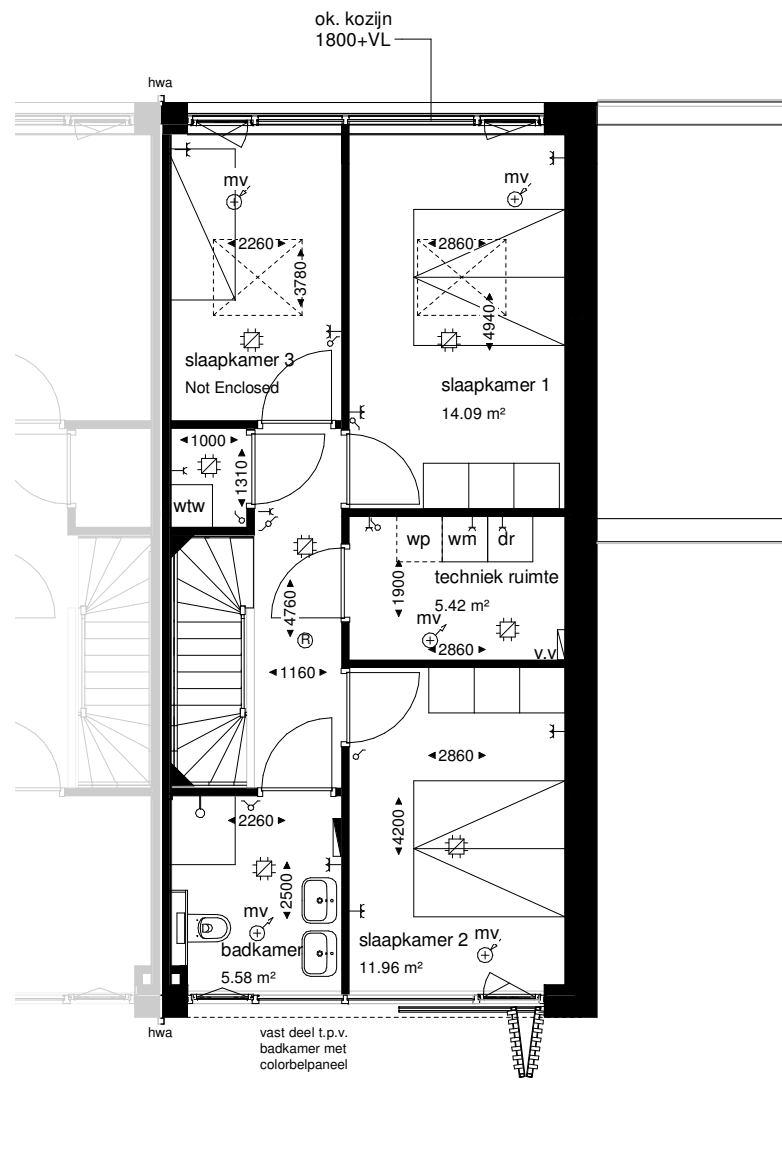 ok. kozijn
1800+VL
hwa
mv
mv
2260
2860
3780
4940
slaapkamer 3
Not Enclosed
slaapkamer 1
14.09 m²
1000
1310
wtw
wp
wm
dr
techniek ruimte
5.42 m²
1900
4760
mv
R
2860
v.v
1160
2860
2260
4200
2500
mv
badkamer
5.58 m²
slaapkamer 2
mv
11.96 m²
hwa
vast deel t.p.v.
badkamer met
colorbelpaneel